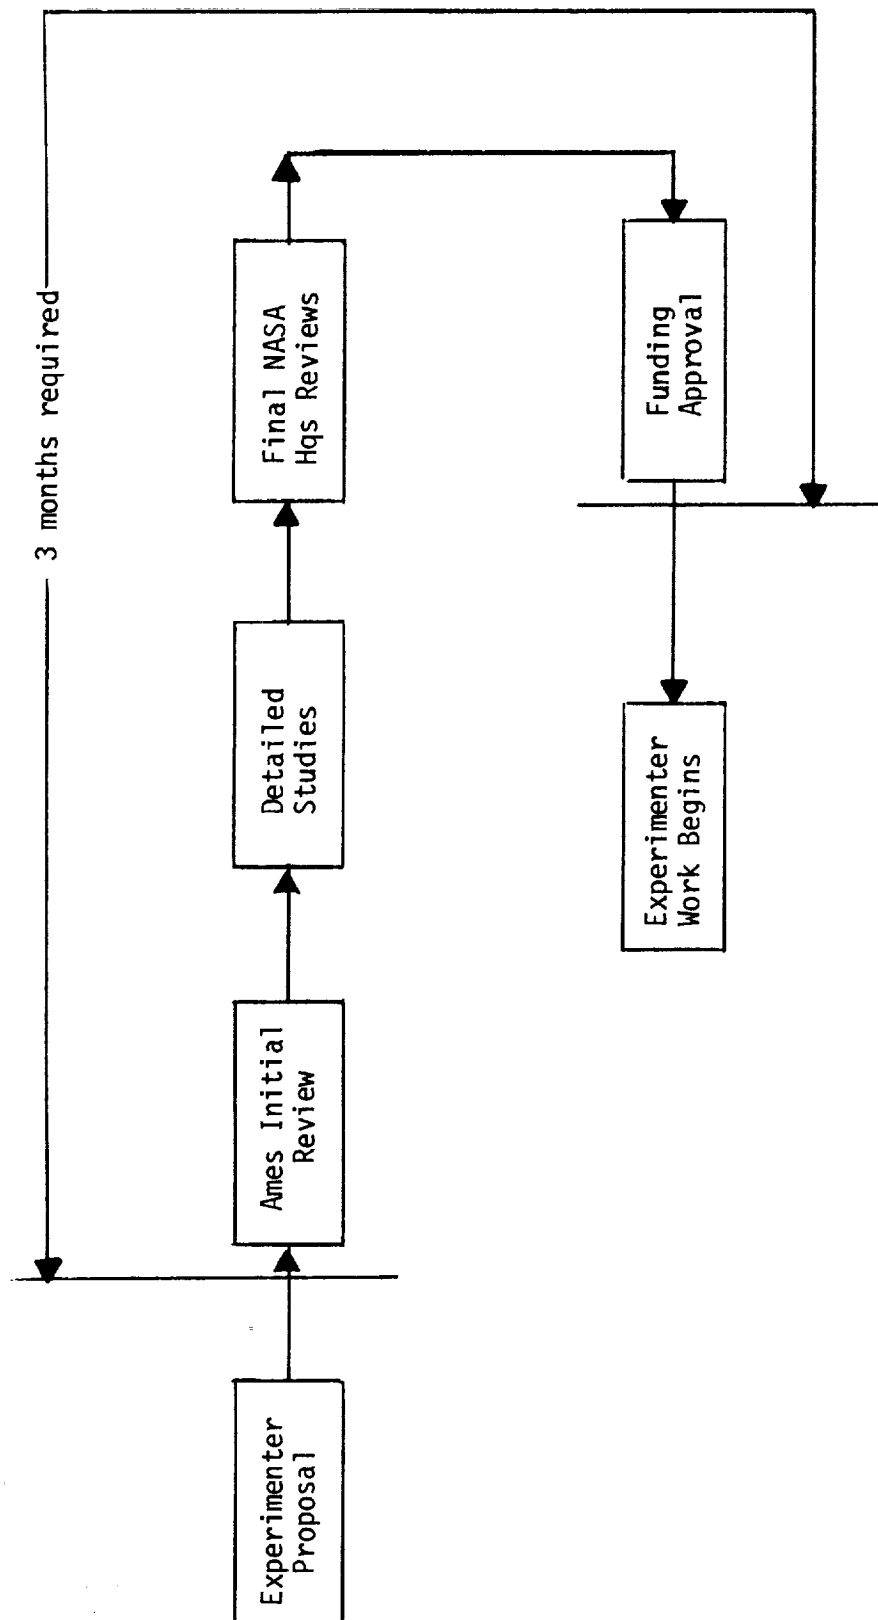 3 months required
Experimenter
Proposal
Ames Initial
Review
Detailed
Studies
Final NASA
Hqs Reviews
Funding
Approval
Experimenter
Work Begins